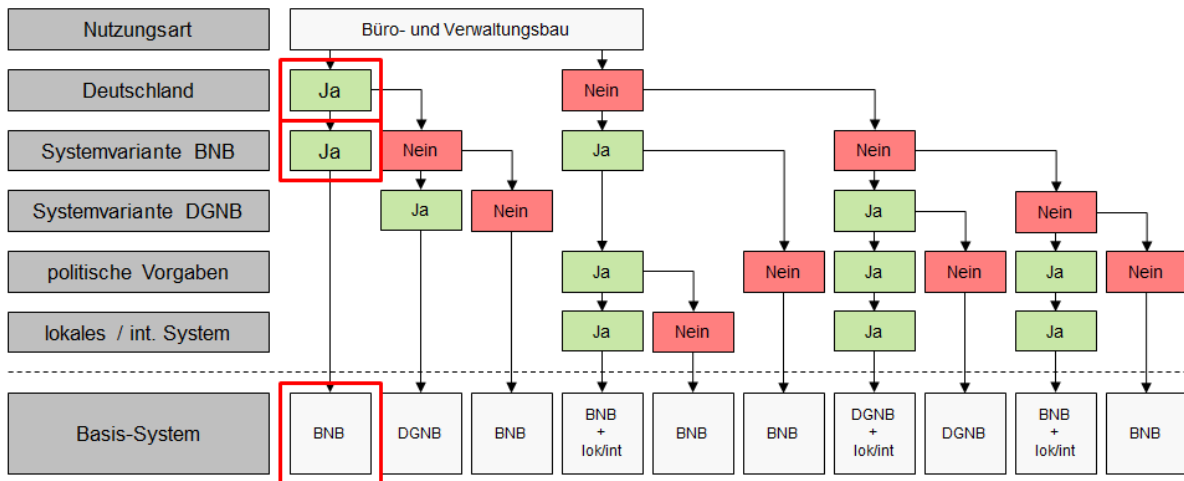 Nutzungsart
Büro- und Verwaltungsbau
Deutschland
Ja
Nein
Systemvariante BNB
Ja
Nein
Ja
Nein
Systemvariante DGNB
Ja
Nein
Ja
Nein
politische Vorgaben
Ja
Nein
Ja
Nein
Ja
Nein
lokales / int. System
Ja
Nein
Ja
Ja
Basis-System
BNB
DGNB
BNB
BNB
+
lok/int
BNB
BNB
DGNB
+
lok/int
DGNB
BNB
+
lok/int
BNB